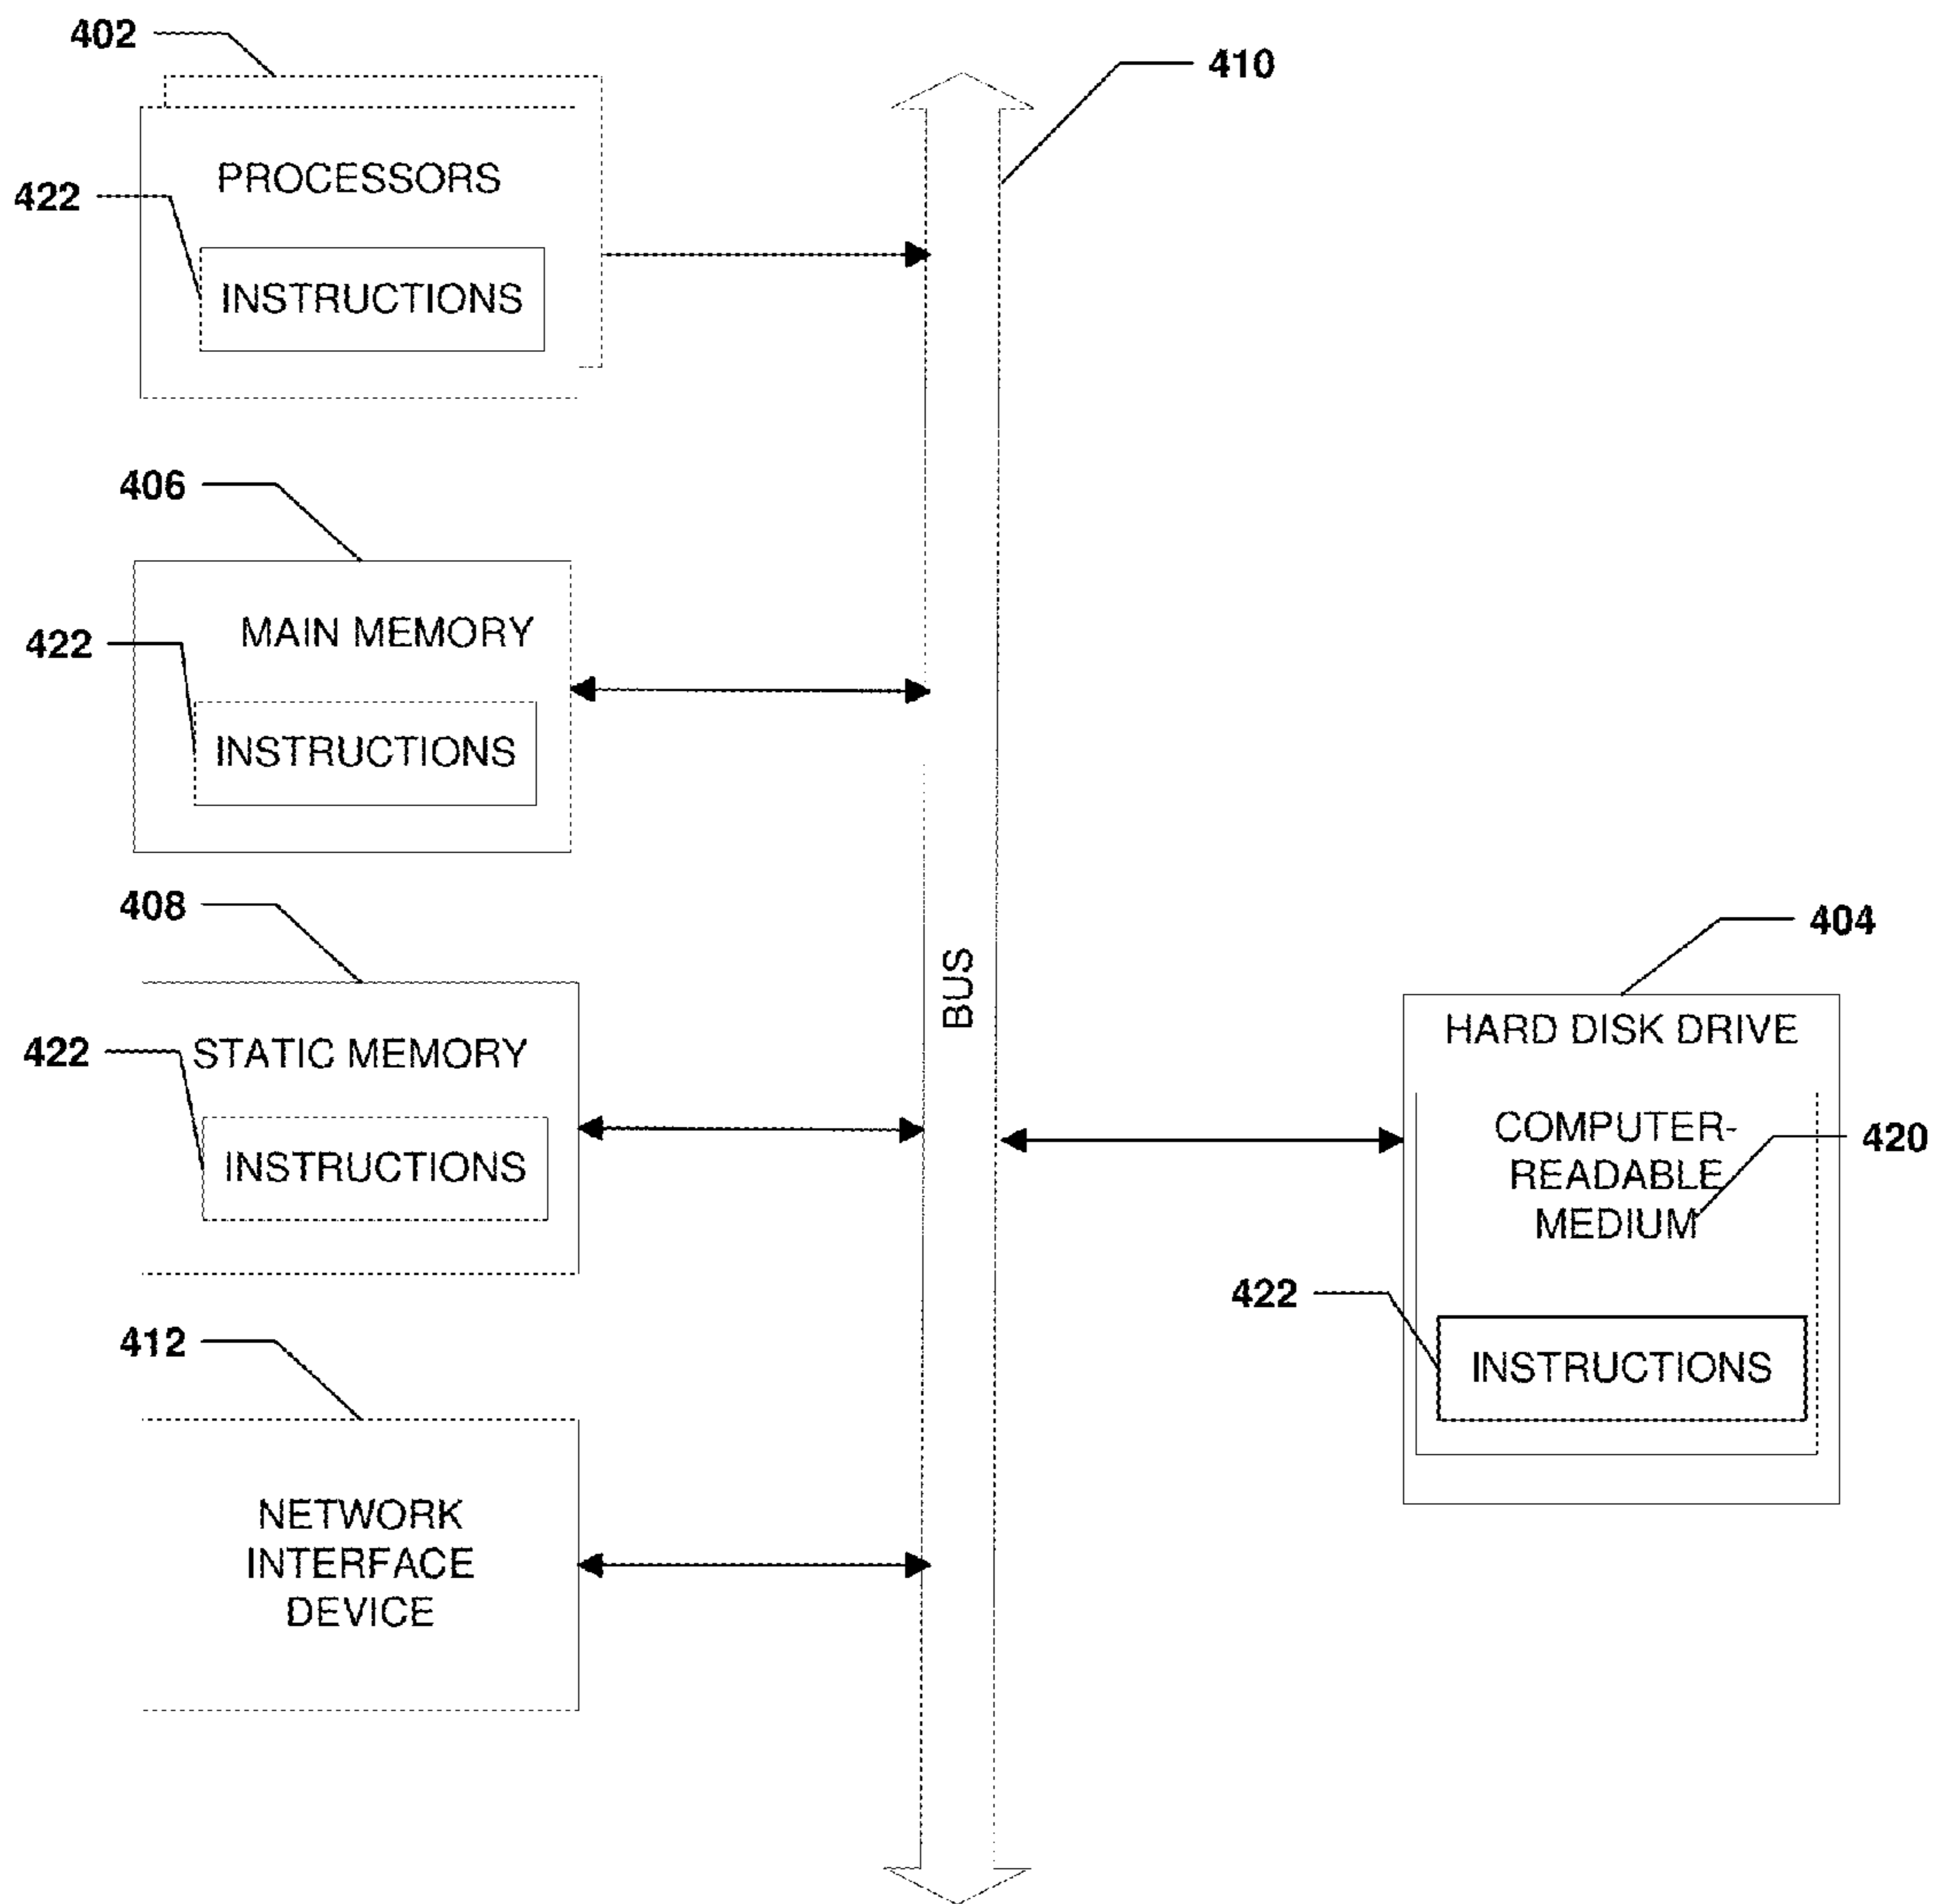 402
410
PROCESSORS
422
INSTRUCTIONS
406
MAIN MEMORY
422
INSTRUCTIONS
408
STATIC MEMORY
422
INSTRUCTIONS
412
NETWORK
INTERFACE
DEVICE
BUS
404
HARD DISK DRIVE
COMPUTER-
READABLE
MEDIUM
420
422
INSTRUCTIONS